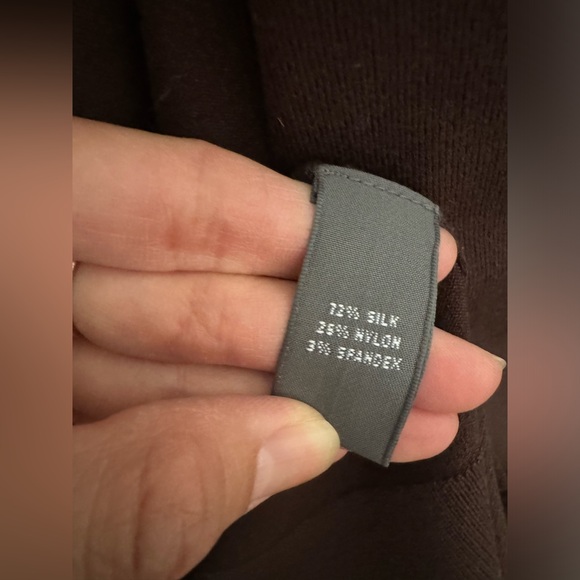 72% SILK
25% NYLON
3% SPANDEX